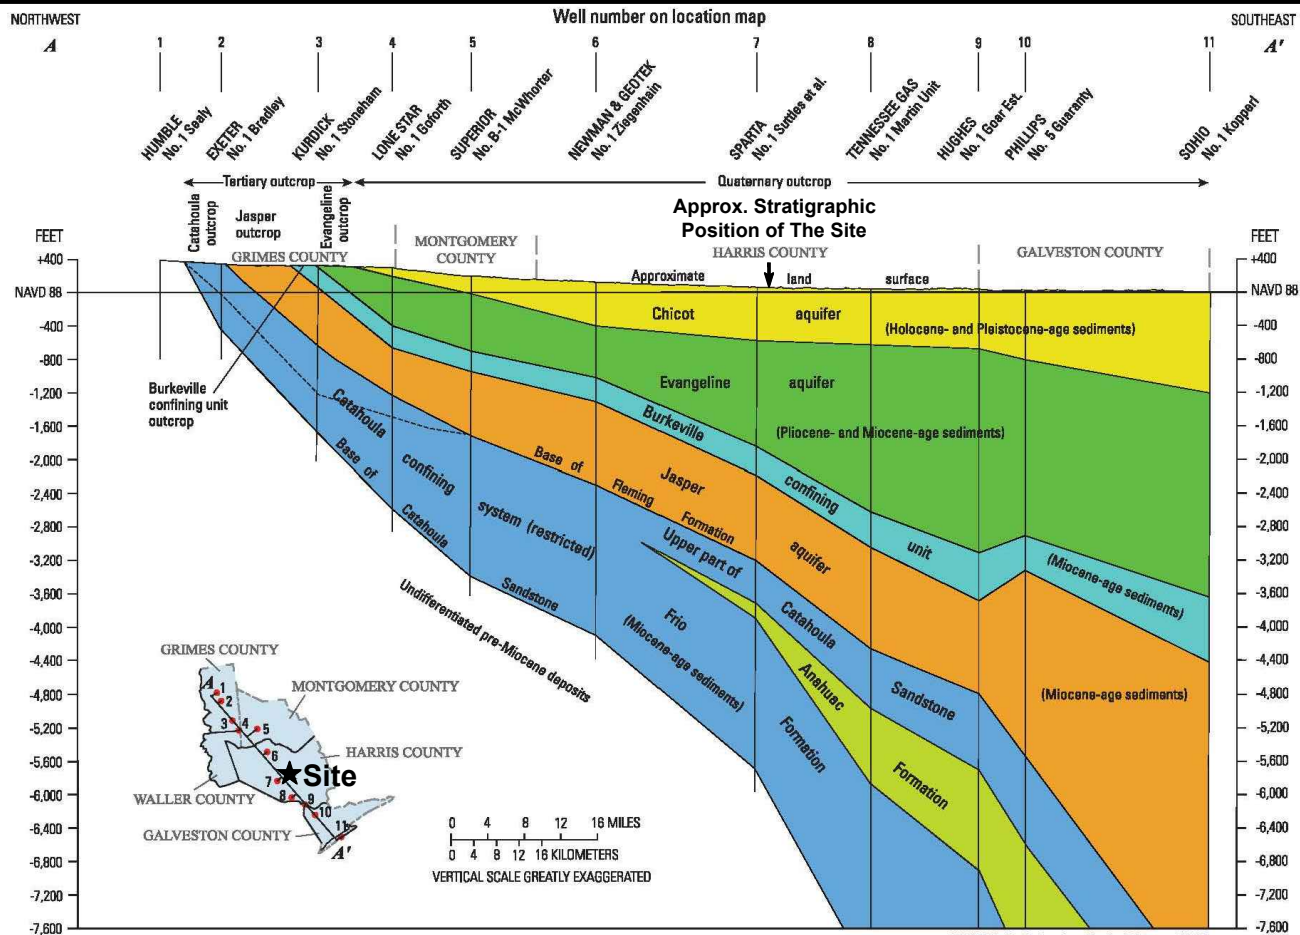 NORTHWEST
A
Well number on location map
SOUTHEAST
A'
1
2
3
4
5
6
7
8
9
10
11
HUMBLE
No. 1 Sealy
EXETER
No. 1 Bradley
KURDICK
No. 1 Stoneham
LONE STAR
No. 1 Goforth
SUPERIOR
No. B-1 McWhorter
NEWMAN & GEOTEK
No. 1 Ziegenhain
SPARTA
No. 1 Suttles et al.
TENNESSEE GAS
No. 1 Martin Unit
HUGHES
No. 1 Goar Est.
PHILLIPS
No. 5 Guaranty
SOHIO
No. 1 Kopperl
Tertiary outcrop
Quaternary outcrop
Catahoula
outcrop
Jasper
outcrop
Evangeline
outcrop
Approx. Stratigraphic
Position of The Site
GRIMES COUNTY
MONTGOMERY
COUNTY
HARRIS COUNTY
GALVESTON COUNTY
Approximate land surface
FEET
+400
NAVD 88
-400
-800
-1,200
-1,600
-2,000
-2,400
-2,800
-3,200
-3,600
-4,000
-4,400
-4,800
-5,200
-5,600
-6,000
-6,400
-6,800
-7,200
-7,600
FEET
+400
NAVD 88
-400
-800
-1,200
-1,600
-2,000
-2,400
-2,800
-3,200
-3,600
-4,000
-4,400
-4,800
-5,200
-5,600
-6,000
-6,400
-6,800
-7,200
-7,600
Chicot aquifer
(Holocene- and Pleistocene-age sediments)
Evangeline aquifer
(Pliocene- and Miocene-age sediments)
Burkeville
confining unit
outcrop
Burkeville confining unit
(Miocene-age sediments)
Jasper aquifer
(Miocene-age sediments)
Catahoula confining system (restricted)
Base of Catahoula Sandstone
Base of Fleming Formation
Upper part of Catahoula Sandstone
Anahuac Formation
Frio Formation
(Miocene-age sediments)
Undifferentiated pre-Miocene deposits
GRIMES COUNTY
MONTGOMERY COUNTY
HARRIS COUNTY
WALLER COUNTY
GALVESTON COUNTY
A
1
2
3
4
5
6
7
8
9
10
11
A'
Site
0 4 8 12 16 MILES
0 4 8 12 16 KILOMETERS
VERTICAL SCALE GREATLY EXAGGERATED